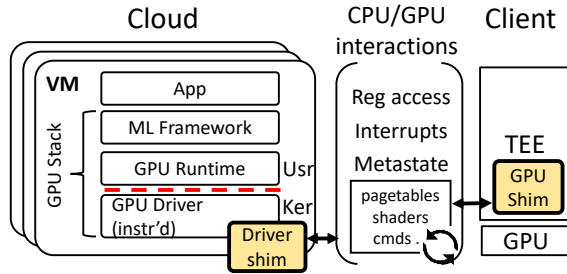 Cloud
CPU/GPU
interactions
Client
VM
App
GPU Stack
ML Framework
GPU Runtime
Usr
GPU Driver
(instr'd)
Ker
Driver
shim
Reg access
Interrupts
Metastate
pagetables
shaders
cmds .
TEE
GPU
Shim
GPU